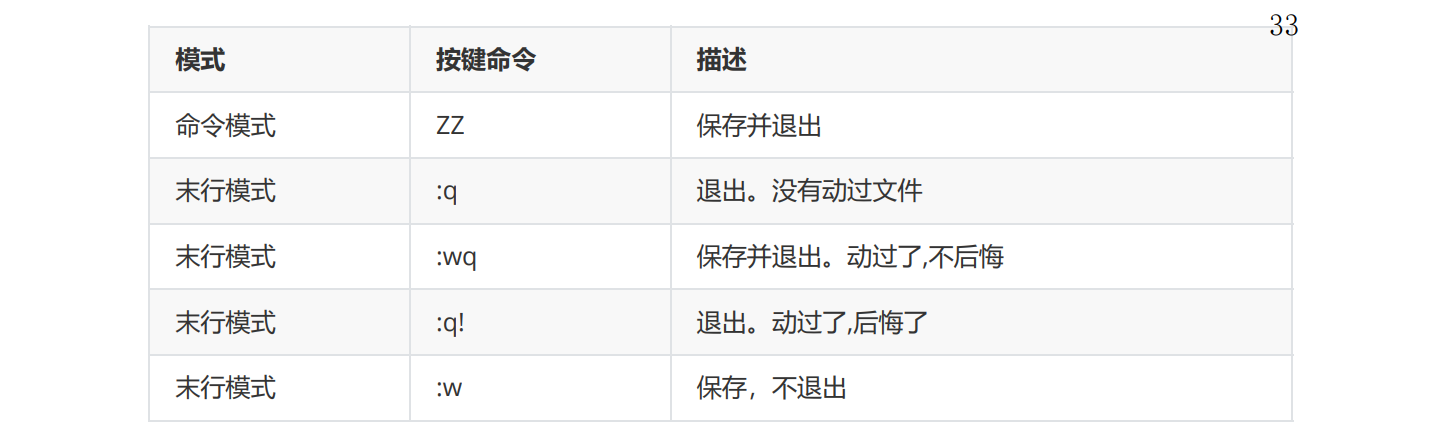 33
模式 按键命令 描述
命令模式 ZZ 保存并退出
末行模式 :q 退出。没有动过文件
末行模式 :wq 保存并退出。动过了,不后悔
末行模式 :q! 退出。动过了,后悔了
末行模式 :w 保存，不退出